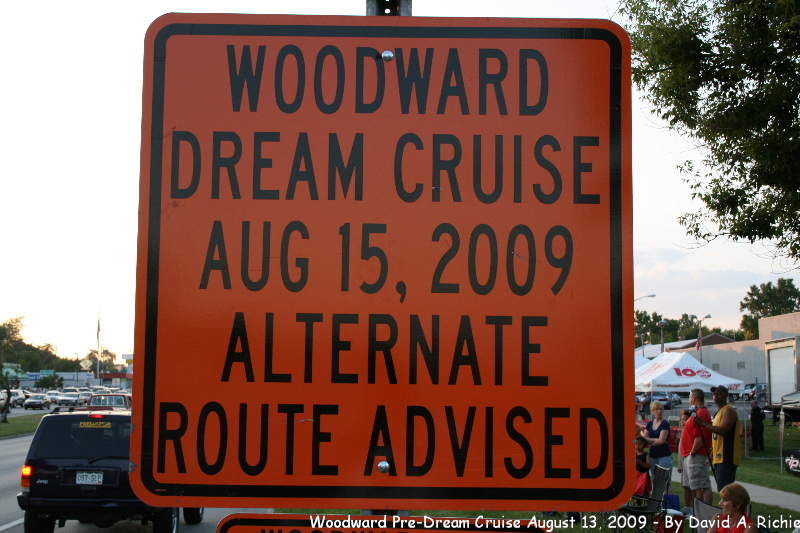 WOODWARD
DREAM CRUISE
AUG 15, 2009
ALTERNATE
ROUTE ADVISED
Woodward Pre-Dream Cruise August 13, 2009 - By David A. Richie